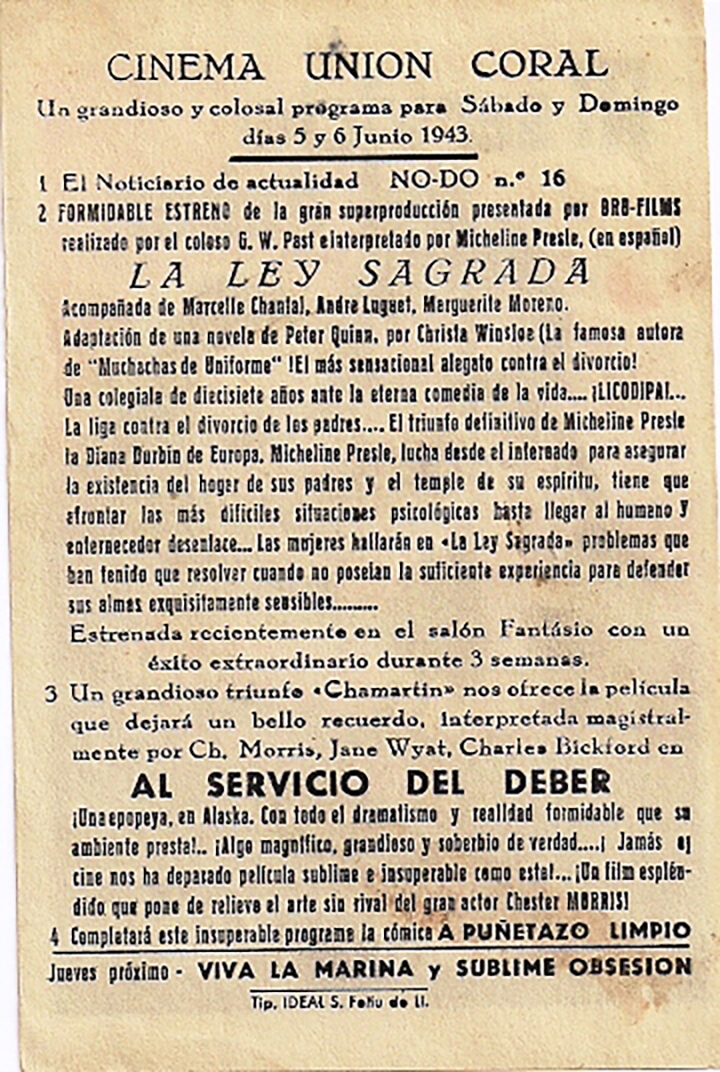 CINEMA UNION CORAL
Un grandioso y colosal programa para Sábado y Domingo
días 5 y 6 Junio 1943.
1 El Noticiario de actualidad NO-DO n.º 16
2 FORMIDABLE ESTRENO de la gran superproducción presentada por ORB-FILMS
realizado por el coloso G. W. Past e interpretado por Micheline Presle, (en español)
LA LEY SAGRADA
Acompañada de Marcelle Chantal, Andre Luguet, Merguerite Moreno.
Adaptación de una novela de Peter Quinn, por Christa Winsloe (La famosa autora
de "Muchachas de Uniforme" !El más sensacional alegato contra el divorcio!
Una colegiala de diecisiete años ante la eterna comedia de la vida.... ¡LICODIPA!...
La liga contra el divorcio de los padres.... El triunfo definitivo de Micheline Presle
la Diana Durbin de Europa. Micheline Presle, lucha desde el internado para asegurar
la existencia del hogar de sus padres y el temple de su espíritu, tiene que
afrontar las más difíciles situaciones psicológicas hasta llegar al humano y
enternecedor desenlace... Las mujeres hallarán en «La Ley Sagrada» problemas que
han tenido que resolver cuando no poseían la suficiente experiencia para defender
sus almas exquisitamente sensibles.........
Estrenada recientemente en el salón Fantásio con un
éxito extraordinario durante 3 semanas.
3 Un grandioso triunfo «Chamartin» nos ofrece la película
que dejará un bello recuerdo, interpretada magistral-
mente por Ch. Morris, Jane Wyat, Charles Bickford en
AL SERVICIO DEL DEBER
¡Una epopeya, en Alaska. Con todo el dramatismo y realidad formidable que su
ambiente presta!.. ¡Algo magnífico, grandioso y soberbio de verdad....¡ Jamás el
cine nos ha deparado película sublime e insuperable como esta!... ¡Un film esplén-
dido que pone de relieve el arte sin rival del gran actor Chester MORRIS!
4 Completará este insuperable programe la cómica A PUÑETAZO LIMPIO
Jueves próximo - VIVA LA MARINA y SUBLIME OBSESION
Tip. IDEAL S. Feliu de Ll.